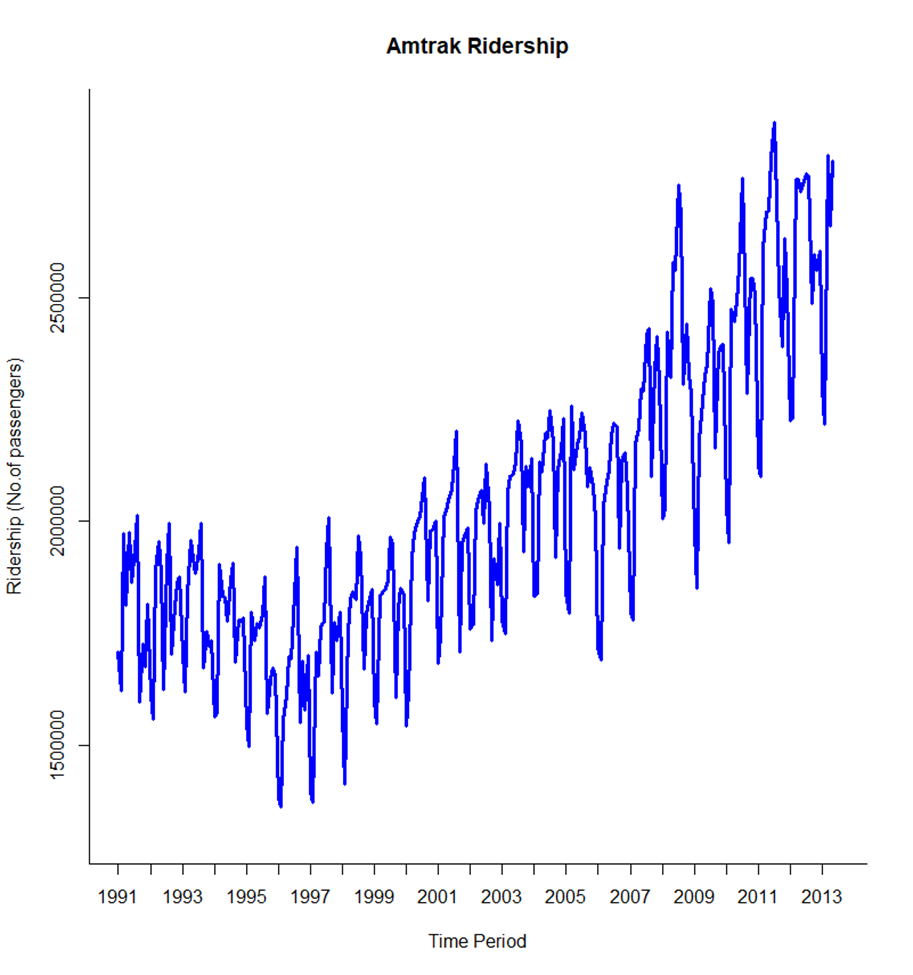 Amtrak Ridership
Ridership (No.of passengers)
2500000
2000000
1500000
1991 1993 1995 1997 1999 2001 2003 2005 2007 2009 2011 2013
Time Period